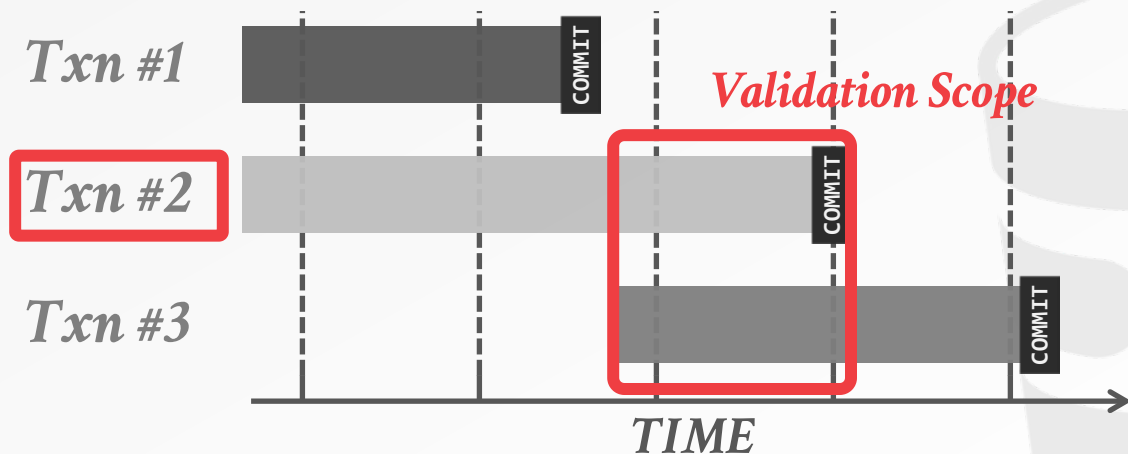 Txn #1
COMMIT
Validation Scope
Txn #2
COMMIT
Txn #3
COMMIT
TIME